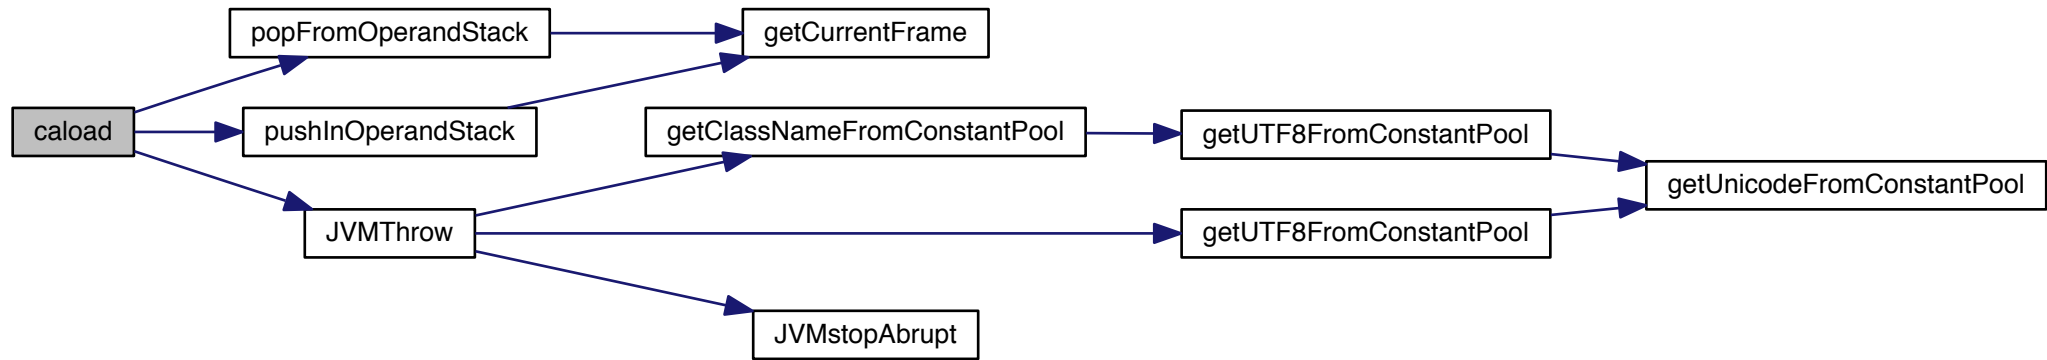 popFromOperandStack
getCurrentFrame
caload
pushInOperandStack
getClassNameFromConstantPool
getUTF8FromConstantPool
getUnicodeFromConstantPool
JVMThrow
getUTF8FromConstantPool
JVMstopAbrupt